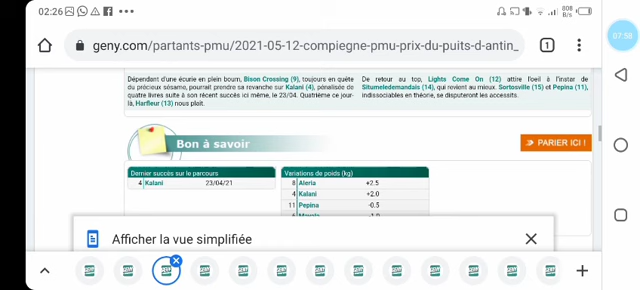 02:26
808
B/s
07:58
geny.com/partants-pmu/2021-05-12-compiegne-pmu-prix-du-puits-d-antin_
1
Dépendant d'une écurie en plein boum, Bison Crossing (9), toujours en quête
du précieux sésame, pourrait prendre sa revanche sur Kalani (4), pénalisée de
quatre livres suite à son récent succès ici même, le 23/04. Quatrième ce jour-
là, Harfleur (13) nous plaît.
De retour au top, Lights Come On (12) attire l'oeil à l'instar de
Situmeledemandais (14), qui revient au mieux. Sortosville (15) et Pepina (11),
indissociables en théorie, se disputeront les accessits.
Bon à savoir
PARIER ICI !
Dernier succès sur le parcours
4 Kalani 23/04/21
Variations de poids (kg)
8 Aleria +2.5
4 Kalani +2.0
11 Pepina -0.5
Afficher la vue simplifiée